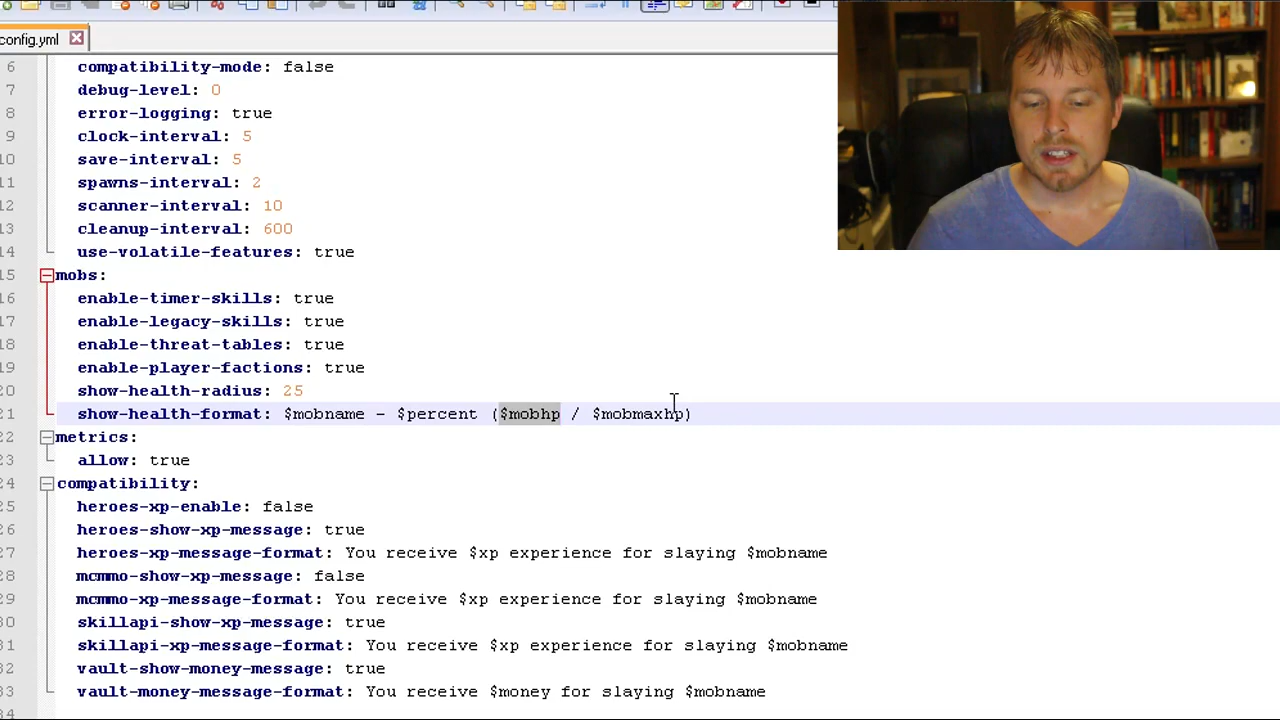 config.yml
6 compatibility-mode: false
7 debug-level: 0
8 error-logging: true
9 clock-interval: 5
10 save-interval: 5
11 spawns-interval: 2
12 scanner-interval: 10
13 cleanup-interval: 600
14 use-volatile-features: true
15 mobs:
16 enable-timer-skills: true
17 enable-legacy-skills: true
18 enable-threat-tables: true
19 enable-player-factions: true
20 show-health-radius: 25
21 show-health-format: $mobname - $percent ($mobhp / $mobmaxhp)
22 metrics:
23 allow: true
24 compatibility:
25 heroes-xp-enable: false
26 heroes-show-xp-message: true
27 heroes-xp-message-format: You receive $xp experience for slaying $mobname
28 mcmmo-show-xp-message: false
29 mcmmo-xp-message-format: You receive $xp experience for slaying $mobname
30 skillapi-show-xp-message: true
31 skillapi-xp-message-format: You receive $xp experience for slaying $mobname
32 vault-show-money-message: true
33 vault-money-message-format: You receive $money for slaying $mobname
34